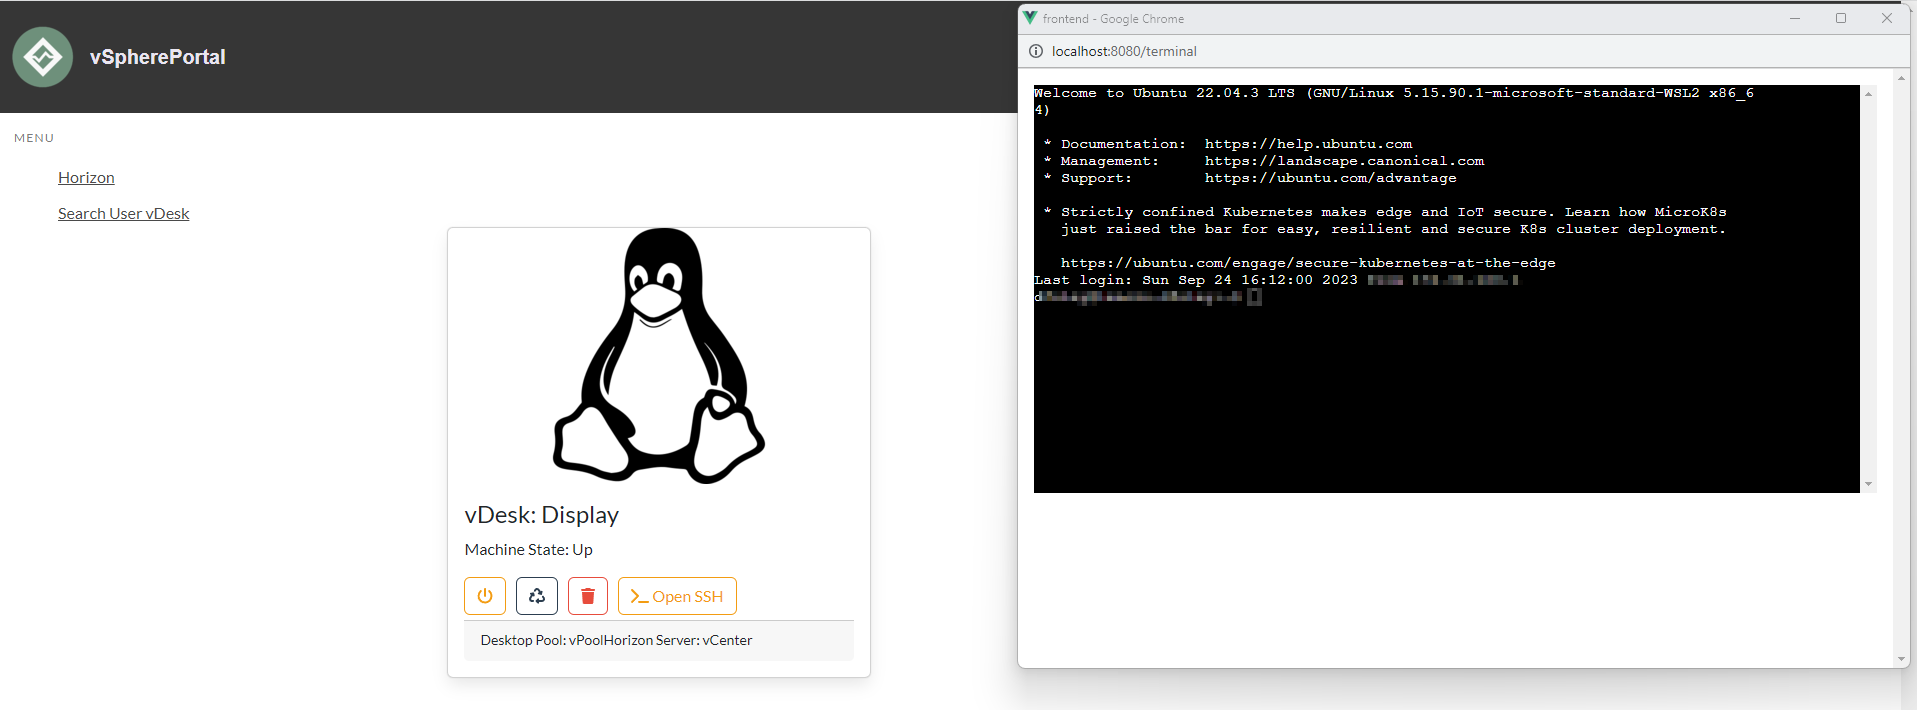 vSpherePortal
MENU
Horizon
Search User vDesk
vDesk: Display
Machine State: Up
Open SSH
Desktop Pool: vPoolHorizon Server: vCenter
frontend - Google Chrome
localhost:8080/terminal
Welcome to Ubuntu 22.04.3 LTS (GNU/Linux 5.15.90.1-microsoft-standard-WSL2 x86_6
4)
* Documentation:  https://help.ubuntu.com
* Management:     https://landscape.canonical.com
* Support:        https://ubuntu.com/advantage
* Strictly confined Kubernetes makes edge and IoT secure. Learn how MicroK8s
just raised the bar for easy, resilient and secure K8s cluster deployment.
https://ubuntu.com/engage/secure-kubernetes-at-the-edge
Last login: Sun Sep 24 16:12:00 2023